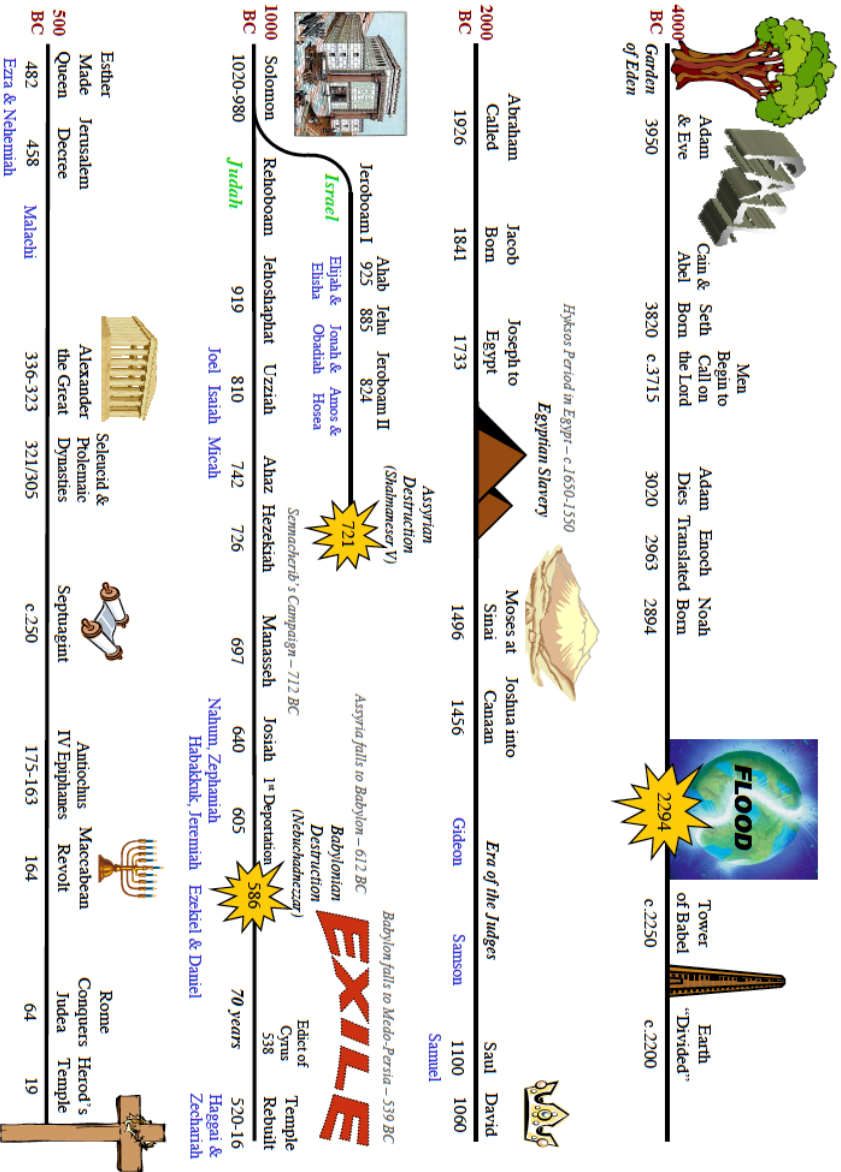 4000
BC
Garden
of Eden
Adam
& Eve
3950
FALL
Cain &
Abel
Seth
Born
3820
Men
Begin to
Call on
the Lord
c.3715
Adam
Dies
3020
Enoch
Translated
2963
Noah
Born
2894
FLOOD
2294
Tower
of Babel
c.2250
Earth
“Divided”
c.2200
2000
BC
Abraham
Called
1926
Jacob
Born
1841
Joseph to
Egypt
1733
Hyksos Period in Egypt – c.1650-1550
Egyptian Slavery
Moses at
Sinai
1496
Joshua into
Canaan
1456
Era of the Judges
Gideon
Samson
Saul
1100
Samuel
David
1060
1000
BC
Solomon
1020-980
Jeroboam I
Israel
Ahab
925
Elijah &
Elisha
Jehu
885
Jonah &
Obadiah
Jeroboam II
824
Amos &
Hosea
Assyrian
Destruction
(Shalmaneser V)
721
Rehoboam
Judah
Jehoshaphat
919
Uzziah
810
Joel Isaiah Micah
Ahaz
742
Hezekiah
726
Sennacherib’s Campaign – 712 BC
Manasseh
697
Josiah
640
Nahum, Zephaniah
Habakkuk, Jeremiah
Assyria falls to Babylon – 612 BC
1st Deportation
605
Babylonian
Destruction
(Nebuchadnezzar)
586
Ezekiel & Daniel
EXILE
Babylon falls to Medo-Persia – 539 BC
70 years
Edict of
Cyrus
538
Temple
Rebuilt
520-16
Haggai &
Zechariah
500
BC
Esther
Made
Queen
482
Jerusalem
Decree
458
Ezra & Nehemiah
Malachi
Alexander
the Great
336-323
Seleucid &
Ptolemaic
Dynasties
321/305
Septuagint
c.250
Antiochus
IV Epiphanes
175-163
Maccabean
Revolt
164
Rome
Conquers
Judea
64
Herod’s
Temple
19